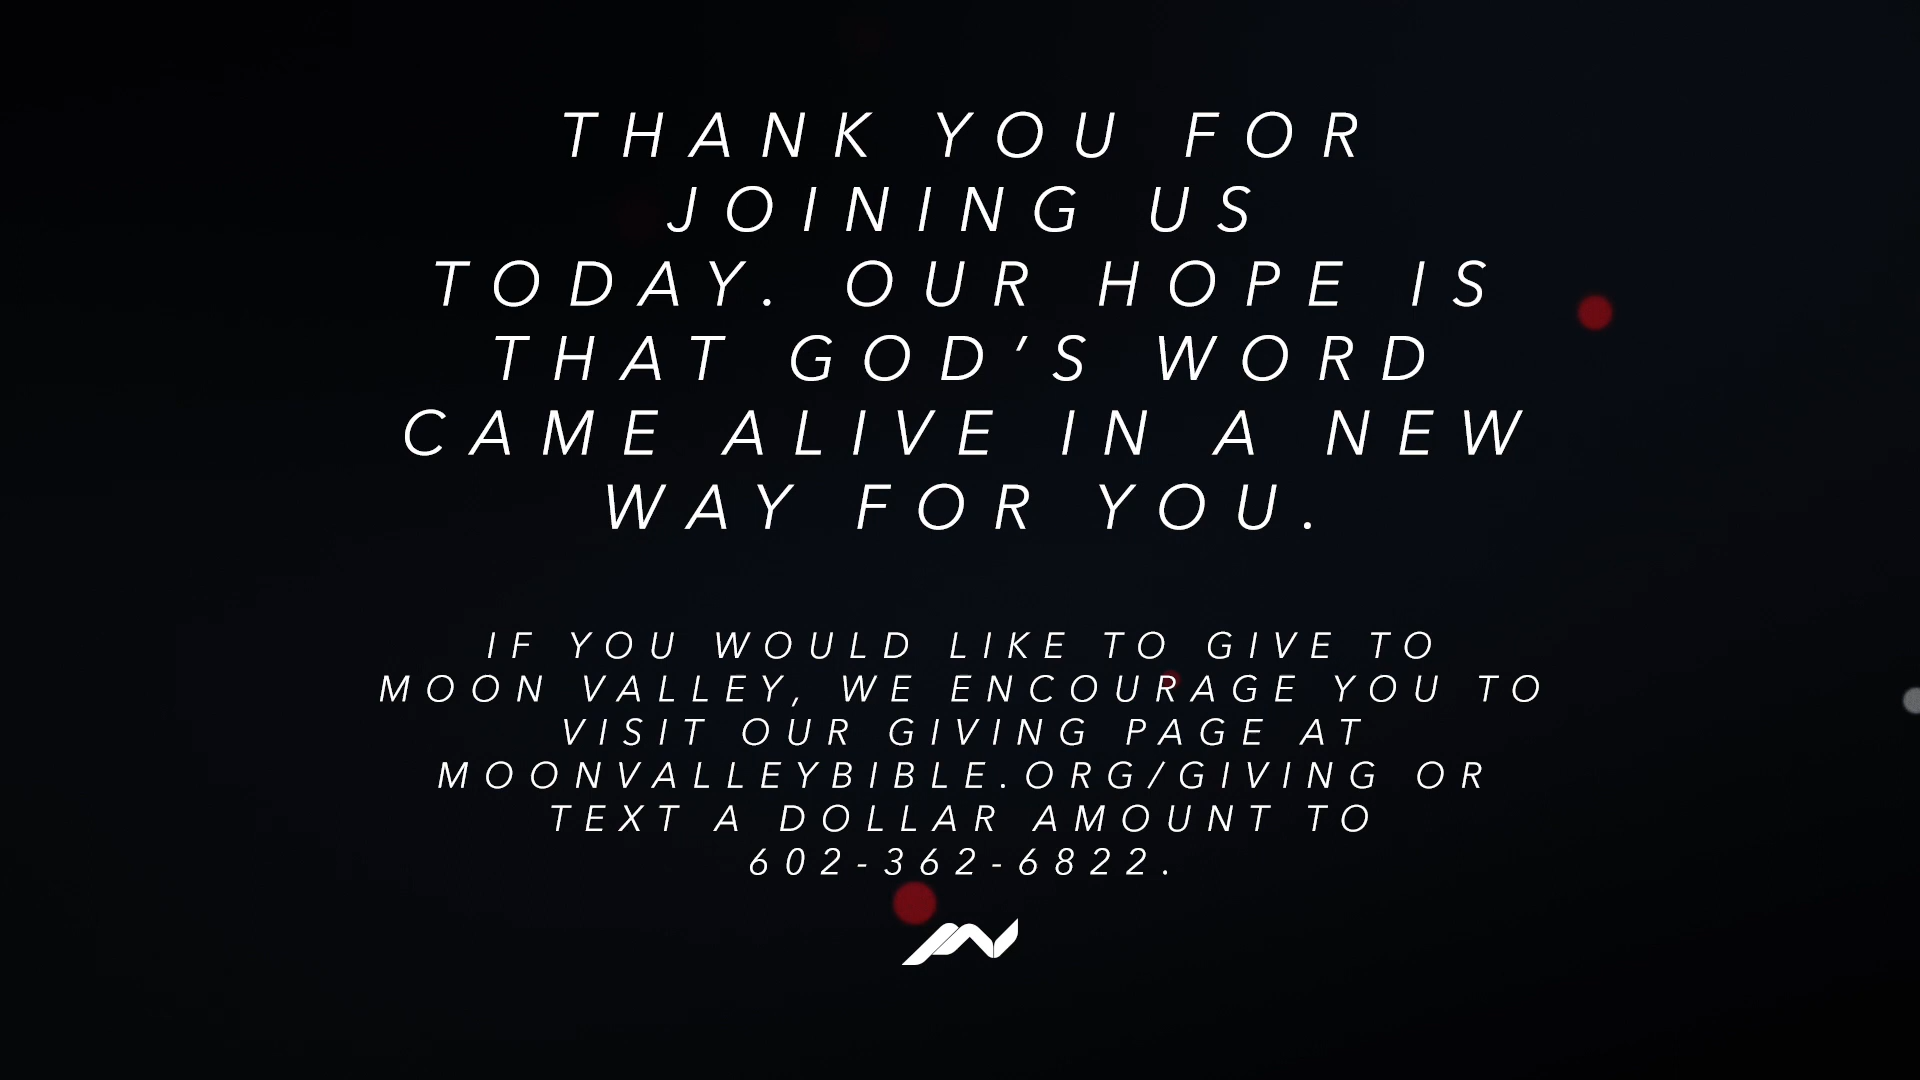 THANK YOU FOR
JOINING US
TODAY. OUR HOPE IS
THAT GOD’S WORD
CAME ALIVE IN A NEW
WAY FOR YOU.
IF YOU WOULD LIKE TO GIVE TO
MOON VALLEY, WE ENCOURAGE YOU TO
VISIT OUR GIVING PAGE AT
MOONVALLEYBIBLE.ORG/GIVING OR
TEXT A DOLLAR AMOUNT TO
602-362-6822.